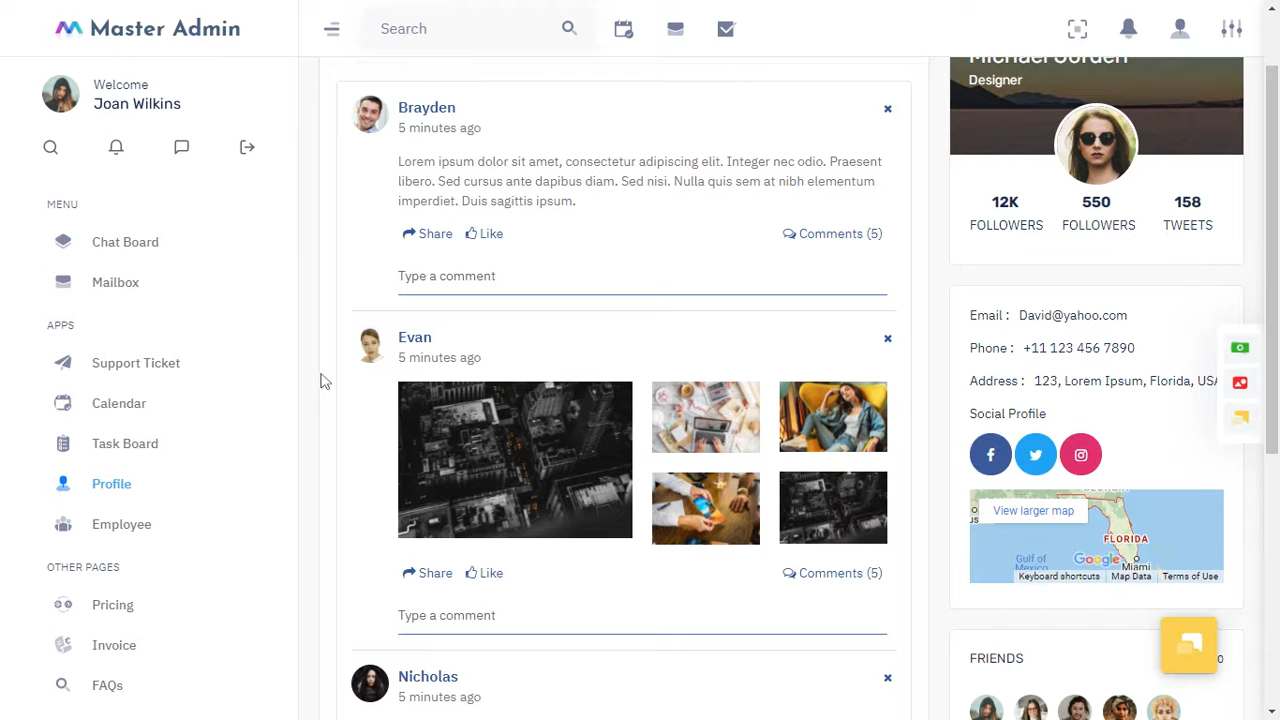 Master Admin
Search
Welcome
Joan Wilkins
MENU
Chat Board
Mailbox
APPS
Support Ticket
Calendar
Task Board
Profile
Employee
OTHER PAGES
Pricing
Invoice
FAQs
Brayden
5 minutes ago
Lorem ipsum dolor sit amet, consectetur adipiscing elit. Integer nec odio. Praesent
libero. Sed cursus ante dapibus diam. Sed nisi. Nulla quis sem at nibh elementum
imperdiet. Duis sagittis ipsum.
Share Like Comments (5)
Type a comment
Evan
5 minutes ago
Share Like Comments (5)
Type a comment
Nicholas
5 minutes ago
Michael Jorden
Designer
12K 550 158
FOLLOWERS FOLLOWERS TWEETS
Email : David@yahoo.com
Phone : +11 123 456 7890
Address : 123, Lorem Ipsum, Florida, USA
Social Profile
View larger map
FLORIDA
Gulf of
Mexico
Google
Miami
Keyboard shortcuts Map Data Terms of Use
FRIENDS